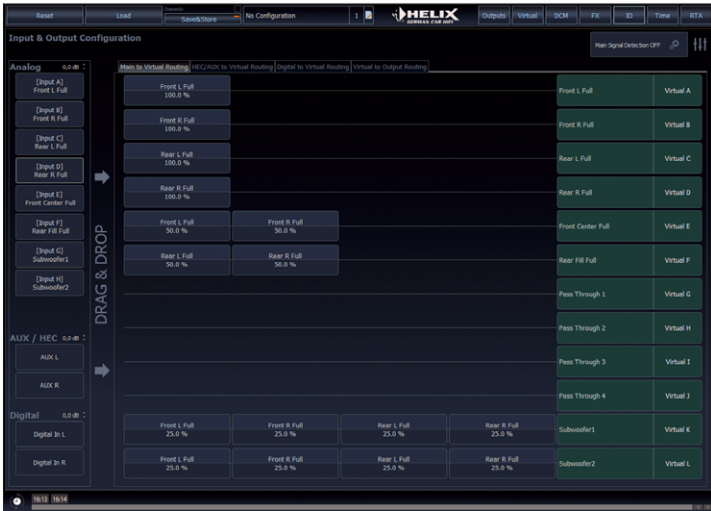 Reset
Load
Overwrite
Save&Store
No Configuration
1
HELIX
GERMAN CAR HIFI
Outputs
Virtual
DCM
FX
IO
Time
RTA
Input & Output Configuration
Main Signal Detection OFF
Analog 0,0 dB
[Input A]
Front L Full
[Input B]
Front R Full
[Input C]
Rear L Full
[Input D]
Rear R Full
[Input E]
Front Center Full
[Input F]
Rear Fill Full
[Input G]
Subwoofer1
[Input H]
Subwoofer2
AUX / HEC 0,0 dB
AUX L
AUX R
Digital 0,0 dB
Digital In L
Digital In R
DRAG & DROP
Main to Virtual Routing HEC/AUX to Virtual Routing Digital to Virtual Routing Virtual to Output Routing
Front L Full
100.0 %
Front L Full Virtual A
Front R Full
100.0 %
Front R Full Virtual B
Rear L Full
100.0 %
Rear L Full Virtual C
Rear R Full
100.0 %
Rear R Full Virtual D
Front L Full Front R Full
50.0 % 50.0 %
Front Center Full Virtual E
Rear L Full Rear R Full
50.0 % 50.0 %
Rear Fill Full Virtual F
Pass Through 1 Virtual G
Pass Through 2 Virtual H
Pass Through 3 Virtual I
Pass Through 4 Virtual J
Front L Full Front R Full Rear L Full Rear R Full
25.0 % 25.0 % 25.0 % 25.0 %
Subwoofer1 Virtual K
Front L Full Front R Full Rear L Full Rear R Full
25.0 % 25.0 % 25.0 % 25.0 %
Subwoofer2 Virtual L
16:13 16:14